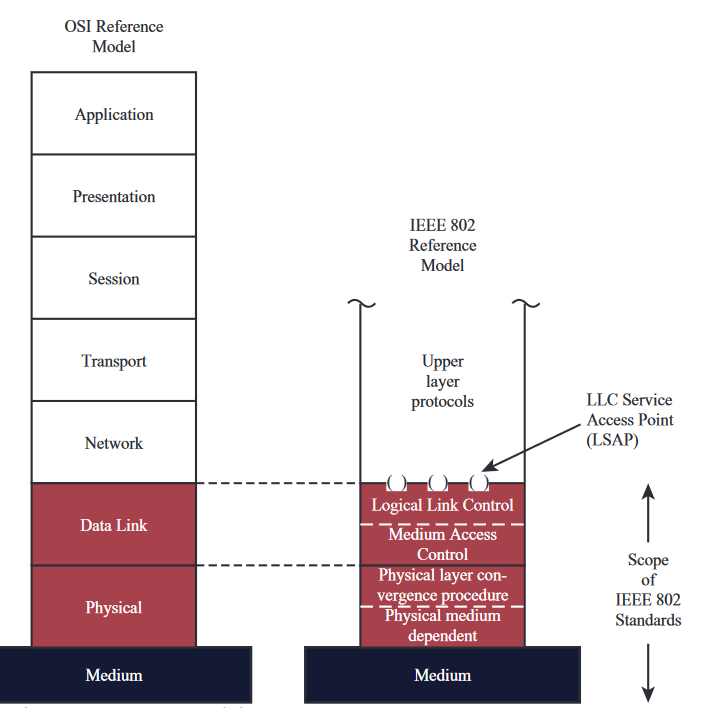 OSI Reference
Model
Application
Presentation
Session
Transport
Network
Data Link
Physical
Medium
IEEE 802
Reference
Model
Upper
layer
protocols
LLC Service
Access Point
(LSAP)
Logical Link Control
Medium Access
Control
Physical layer con-
vergence procedure
Physical medium
dependent
Medium
Scope
of
IEEE 802
Standards